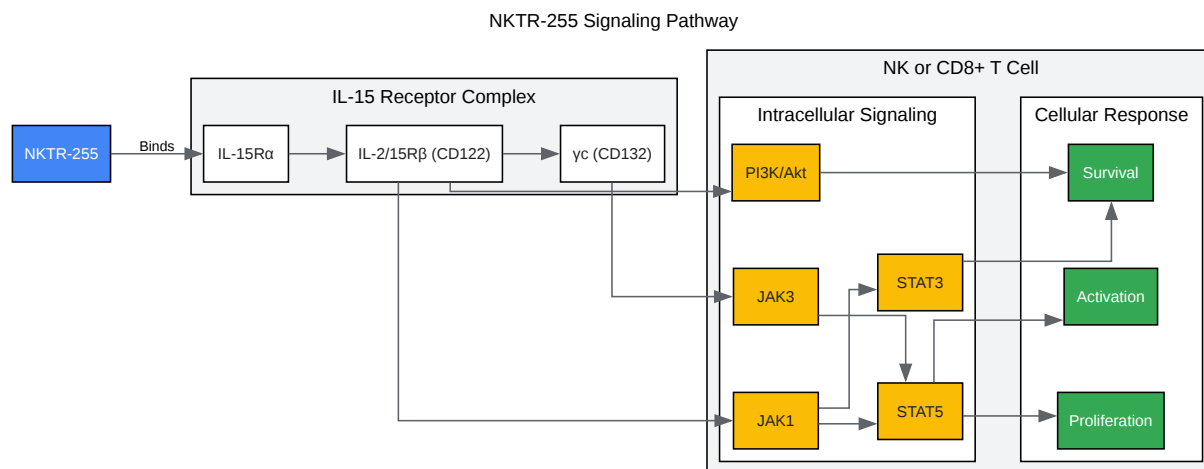 NKTR-255 Signaling Pathway
NK or CD8+ T Cell
IL-15 Receptor Complex
Intracellular Signaling
Cellular Response
NKTR-255
Binds
IL-15Rα
IL-2/15Rβ (CD122)
γc (CD132)
PI3K/Akt
Survival
JAK3
STAT3
Activation
JAK1
STAT5
Proliferation